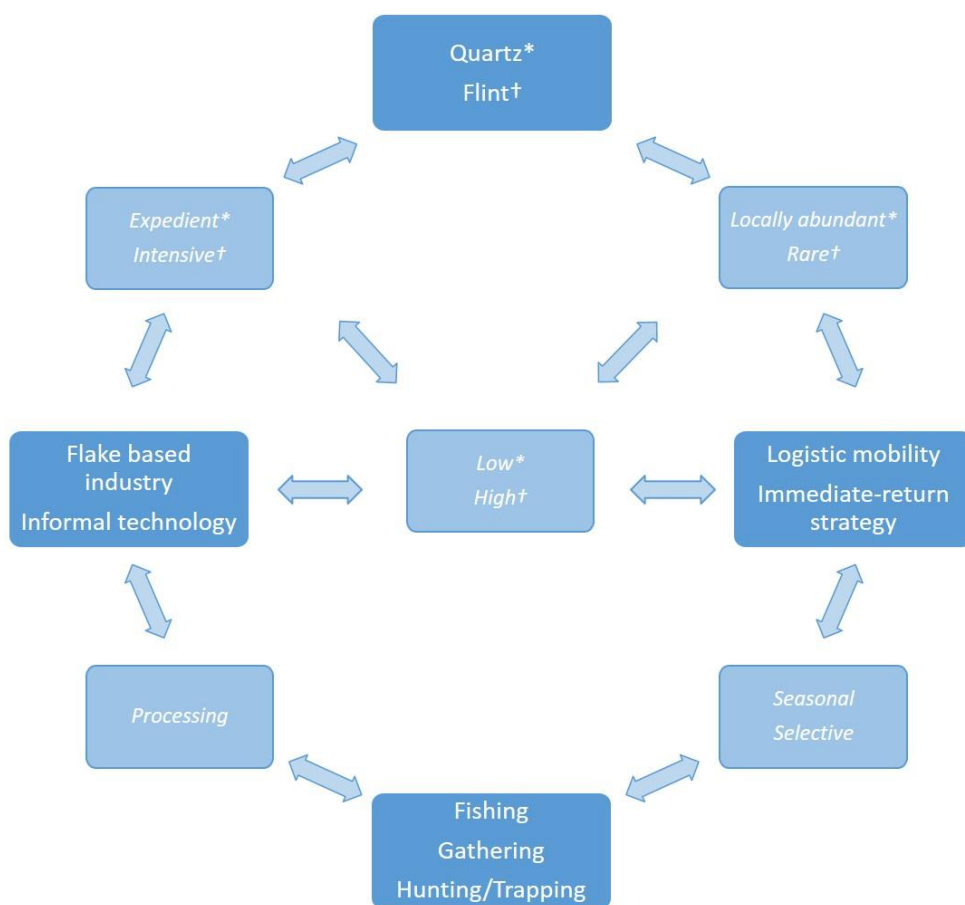 Quartz*
Flint†
Expedient*
Intensive†
Locally abundant*
Rare†
Flake based
industry
Informal technology
Low*
High†
Logistic mobility
Immediate-return
strategy
Processing
Seasonal
Selective
Fishing
Gathering
Hunting/Trapping